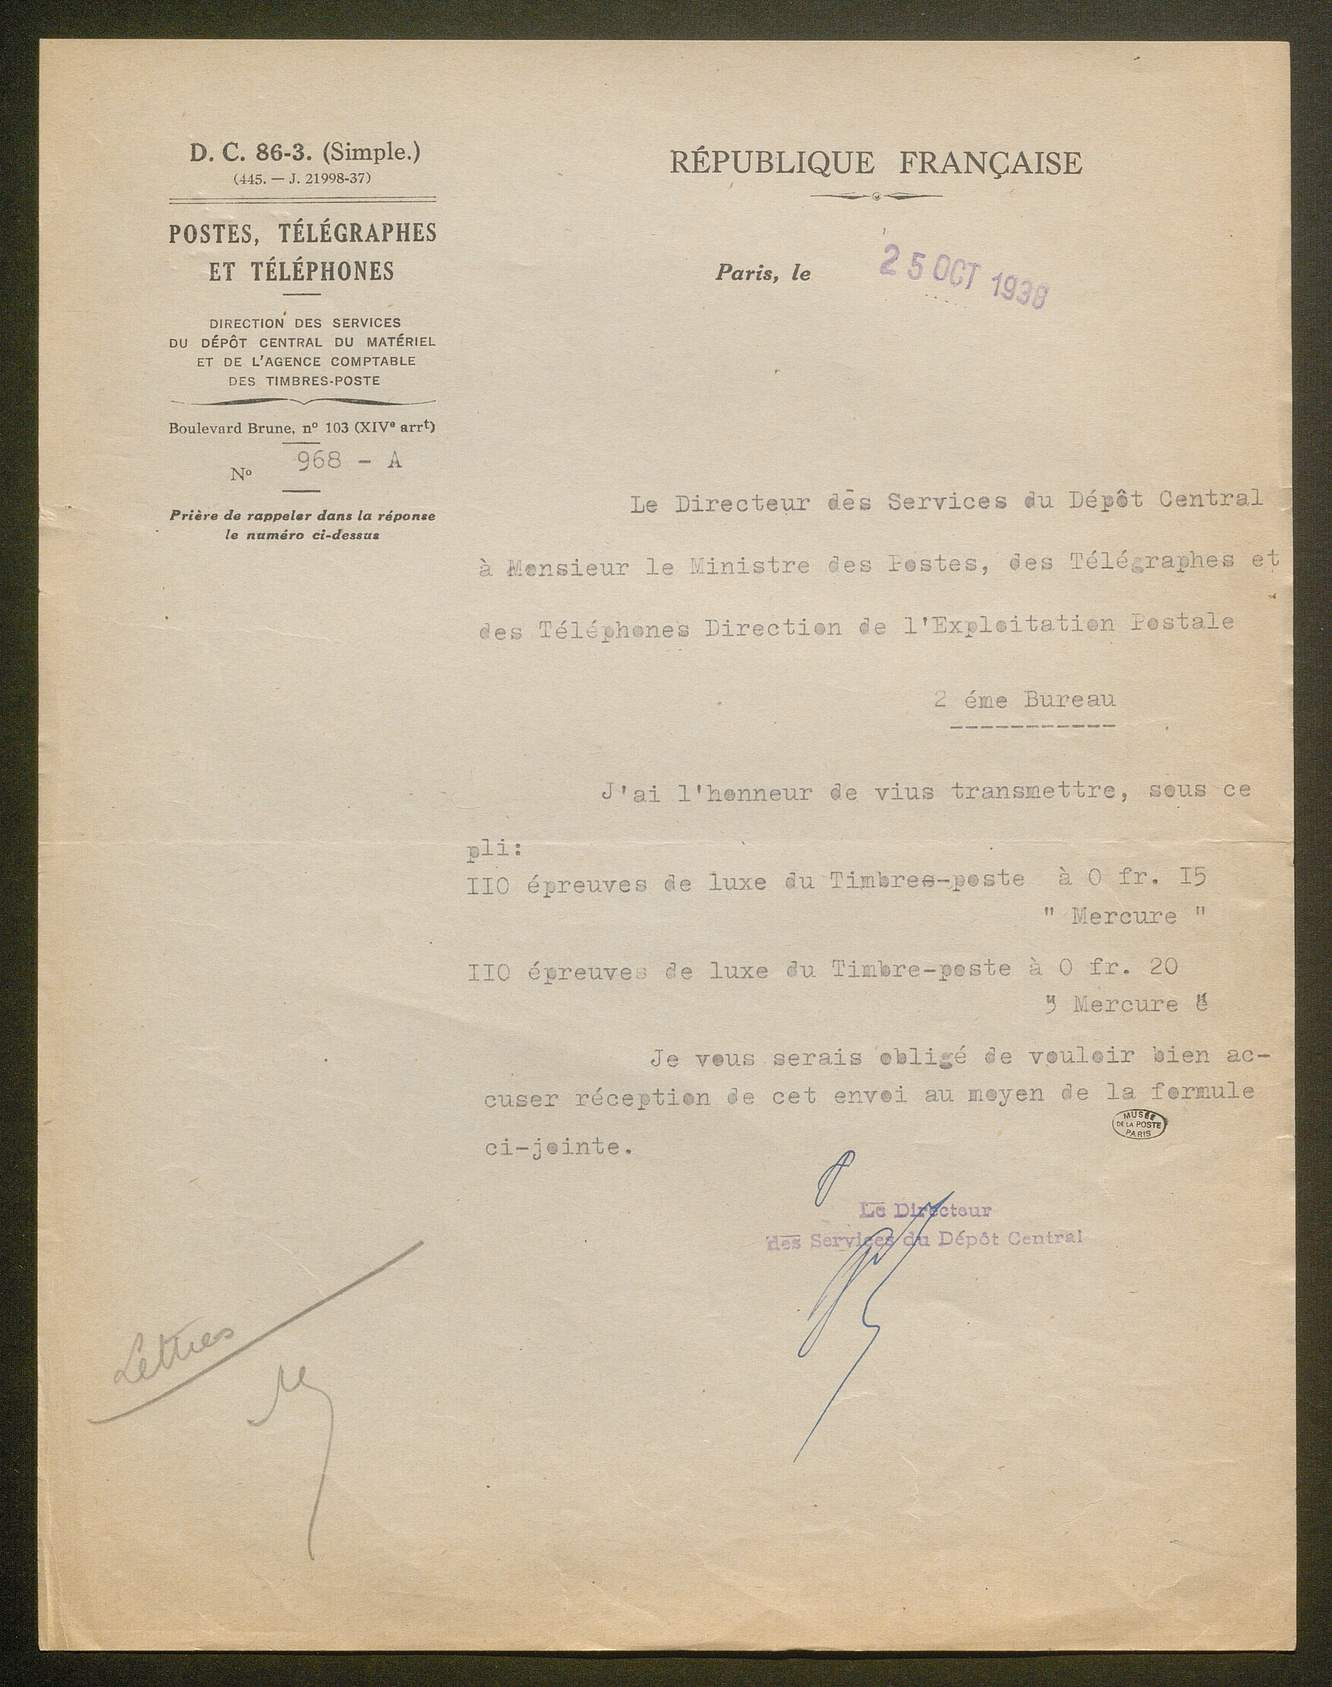 D. C. 86-3. (Simple.)
(445. — J. 21998-37)
POSTES, TÉLÉGRAPHES
ET TÉLÉPHONES
DIRECTION DES SERVICES
DU DÉPÔT CENTRAL DU MATÉRIEL
ET DE L'AGENCE COMPTABLE
DES TIMBRES-POSTE
Boulevard Brune, nº 103 (XIVe arrt)
Nº 968 - A
Prière de rappeler dans la réponse
le numéro ci-dessus
RÉPUBLIQUE FRANÇAISE
Paris, le 25 OCT 1938
Le Directeur des Services du Dépôt Central
à Monsieur le Ministre des Postes, des Télégraphes et
des Téléphones Direction de l'Exploitation Postale
2 éme Bureau
-----------
J'ai l'honneur de vius transmettre, sous ce
pli:
IIO épreuves de luxe du Timbres-poste à O fr. I5
" Mercure "
IIO épreuves de luxe du Timbre-poste à O fr. 20
" Mercure "
Je vous serais obligé de vouloir bien ac-
cuser réception de cet envoi au moyen de la formule
ci-jointe.
MUSÉE
DE LA POSTE
PARIS
Le Directeur
des Services du Dépôt Central
Lettres